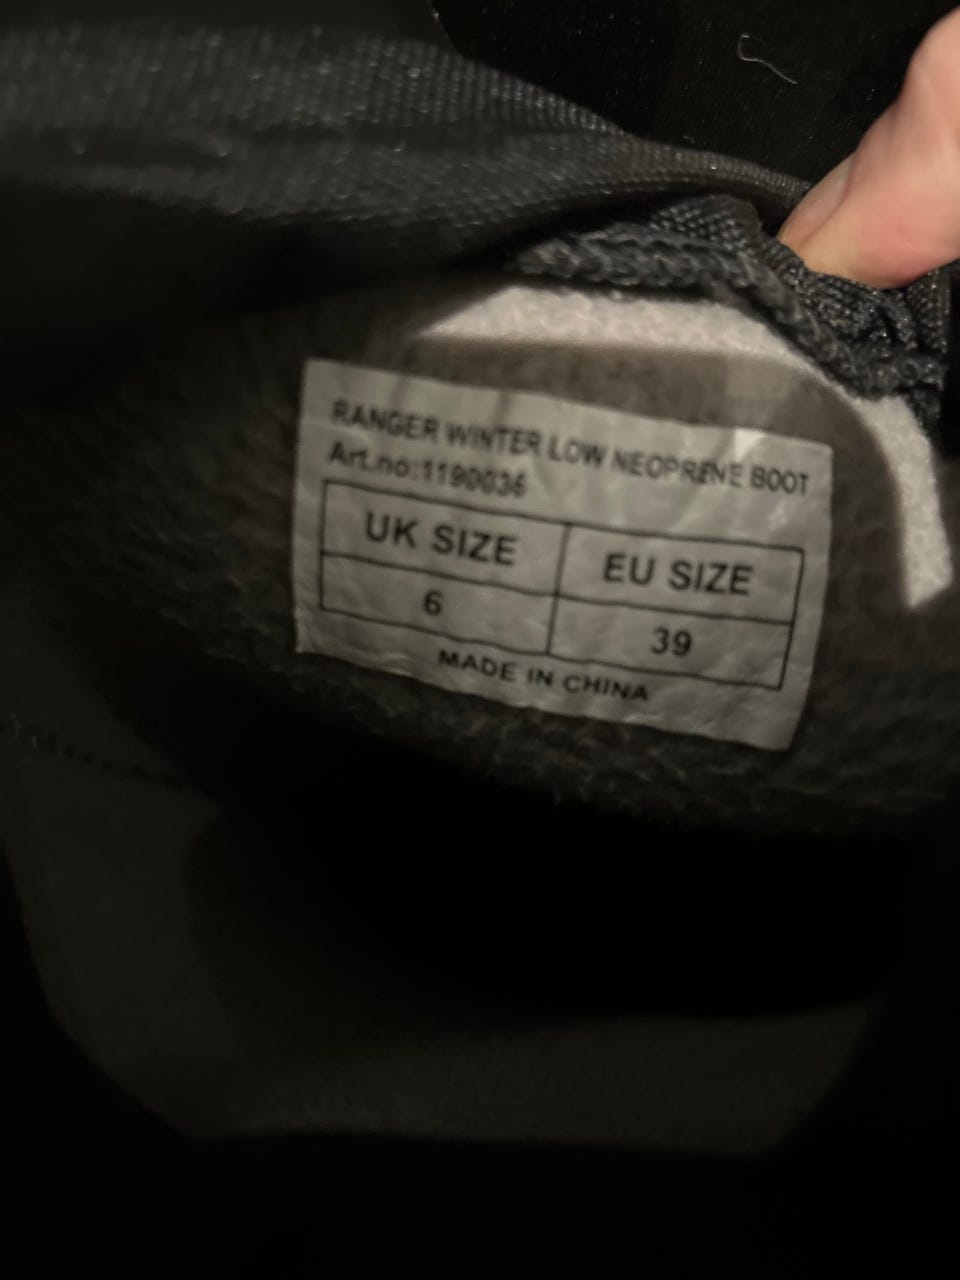 RANGER WINTER LOW NEOPRENE BOOT
Art.no:1190036
UK SIZE EU SIZE
6 39
MADE IN CHINA